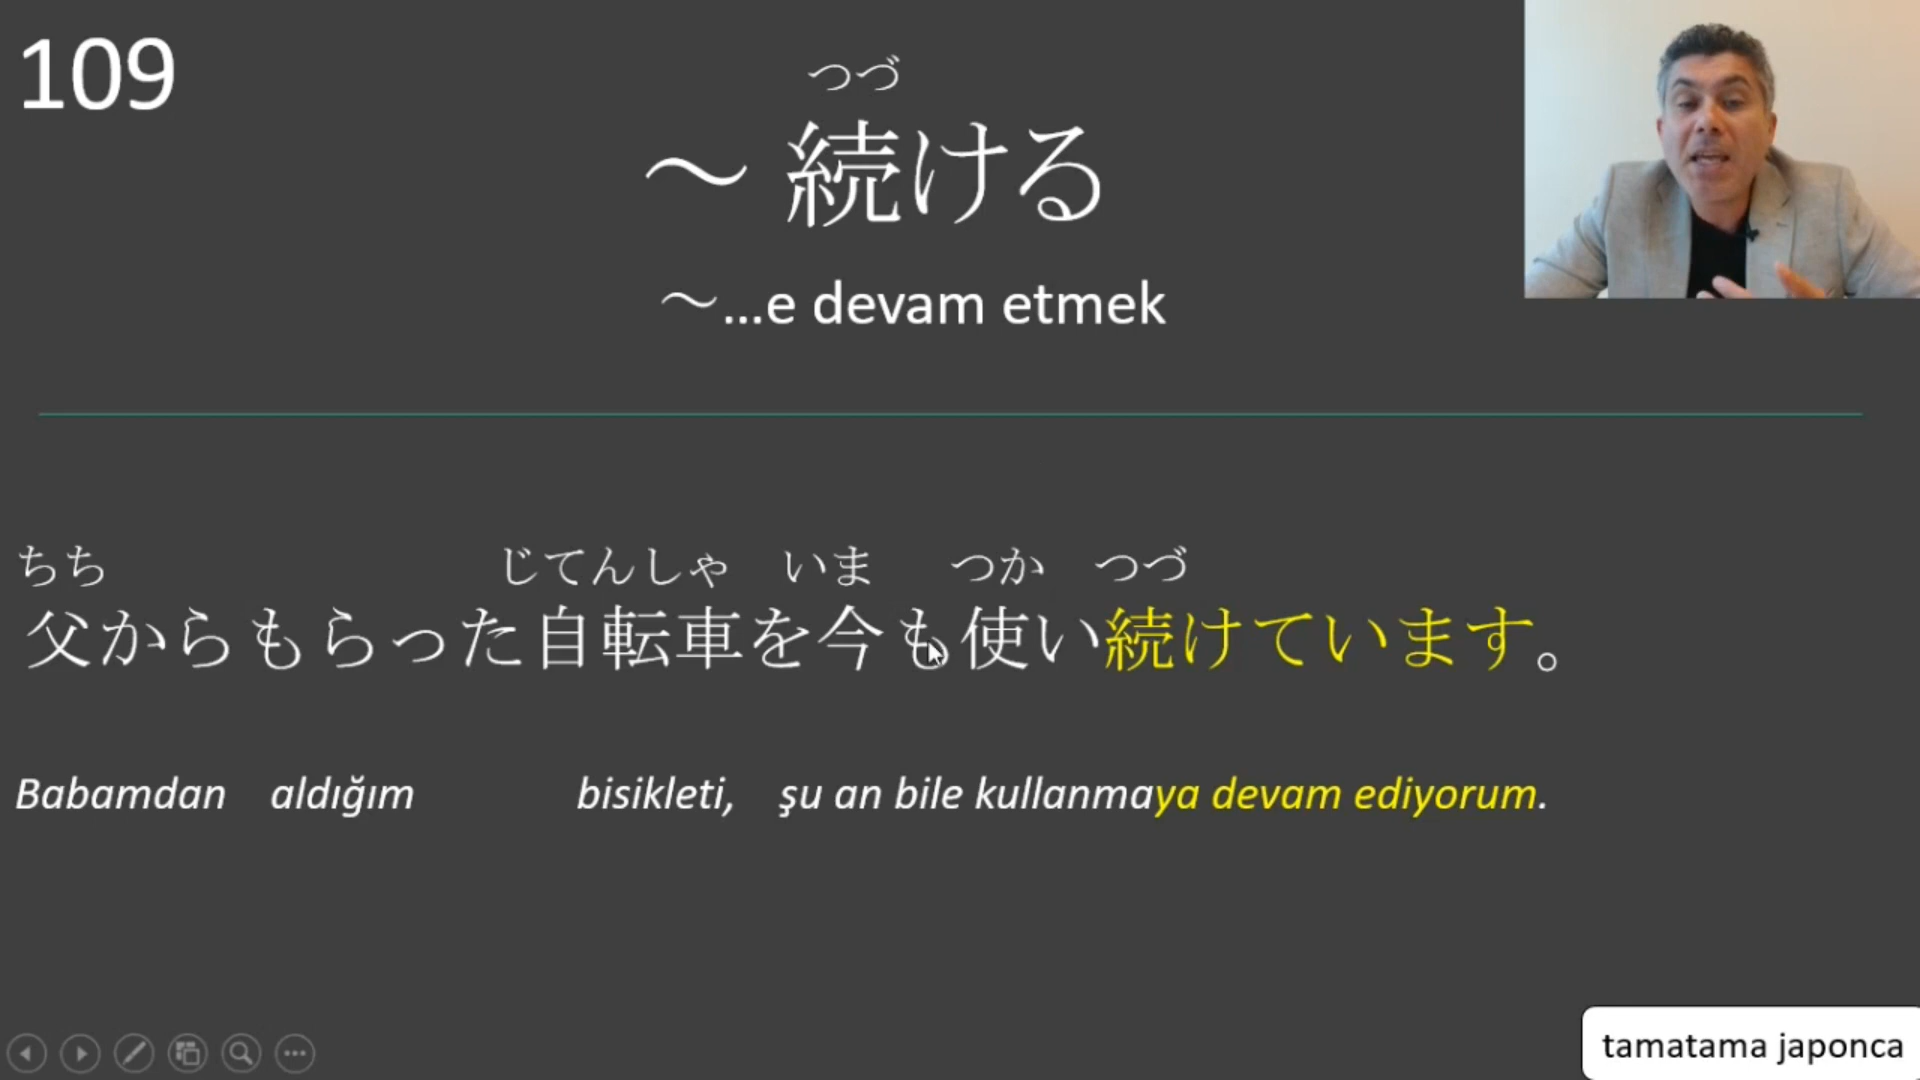 109
つづ
～ 続ける
～...e devam etmek
ちち じてんしゃ いま つか つづ
父からもらった自転車を今も使い続けています。
Babamdan aldığım bisikleti, şu an bile kullanmaya devam ediyorum.
tamatama japonca